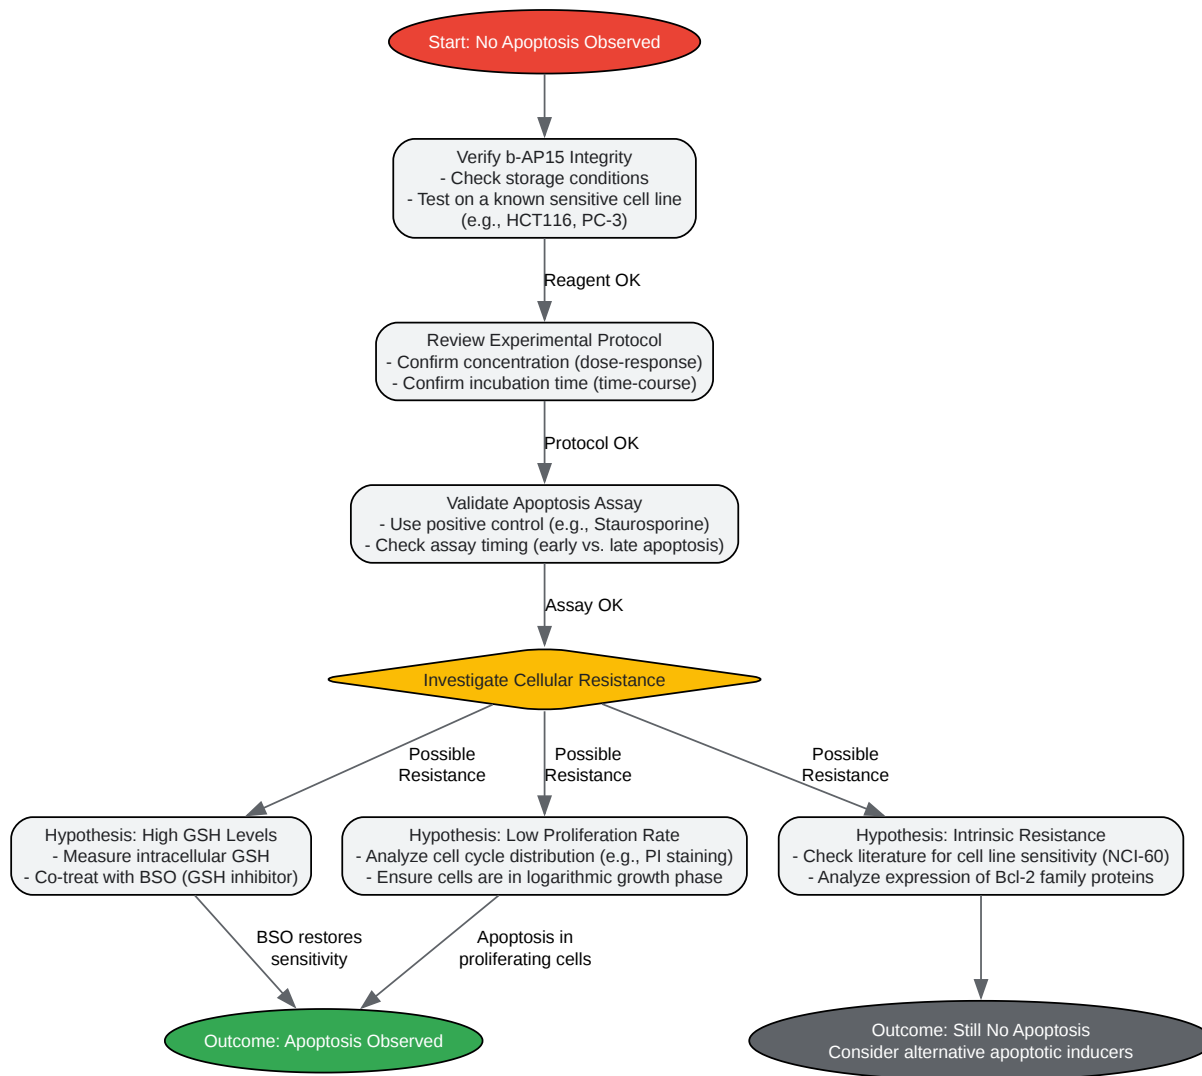 Start: No Apoptosis Observed
Verify b-AP15 Integrity
- Check storage conditions
- Test on a known sensitive cell line
(e.g., HCT116, PC-3)
Reagent OK
Review Experimental Protocol
- Confirm concentration (dose-response)
- Confirm incubation time (time-course)
Protocol OK
Validate Apoptosis Assay
- Use positive control (e.g., Staurosporine)
- Check assay timing (early vs. late apoptosis)
Assay OK
Investigate Cellular Resistance
Possible
Resistance
Possible
Resistance
Possible
Resistance
Hypothesis: High GSH Levels
- Measure intracellular GSH
- Co-treat with BSO (GSH inhibitor)
Hypothesis: Low Proliferation Rate
- Analyze cell cycle distribution (e.g., PI staining)
- Ensure cells are in logarithmic growth phase
Hypothesis: Intrinsic Resistance
- Check literature for cell line sensitivity (NCI-60)
- Analyze expression of Bcl-2 family proteins
BSO restores
sensitivity
Apoptosis in
proliferating cells
Outcome: Apoptosis Observed
Outcome: Still No Apoptosis
Consider alternative apoptotic inducers